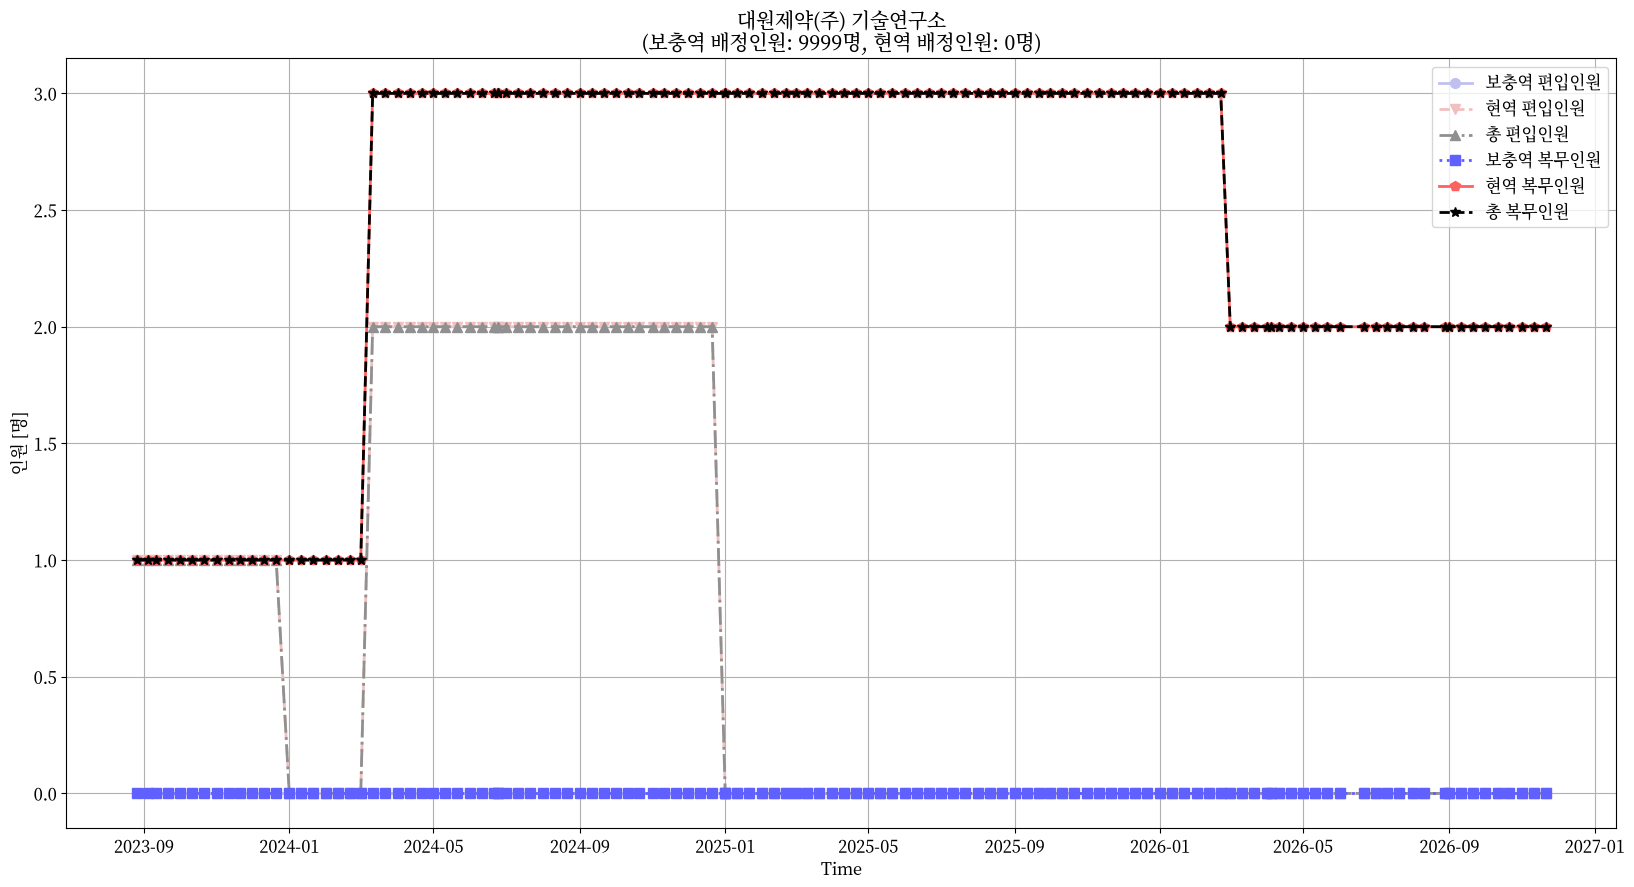 대원제약(주) 기술연구소
(보충역 배정인원: 9999명, 현역 배정인원: 0명)
보충역 편입인원
현역 편입인원
총 편입인원
보충역 복무인원
현역 복무인원
총 복무인원
인원 [명]
3.0
2.5
2.0
1.5
1.0
0.5
0.0
2023-09
2024-01
2024-05
2024-09
2025-01
2025-05
2025-09
2026-01
2026-05
2026-09
2027-01
Time